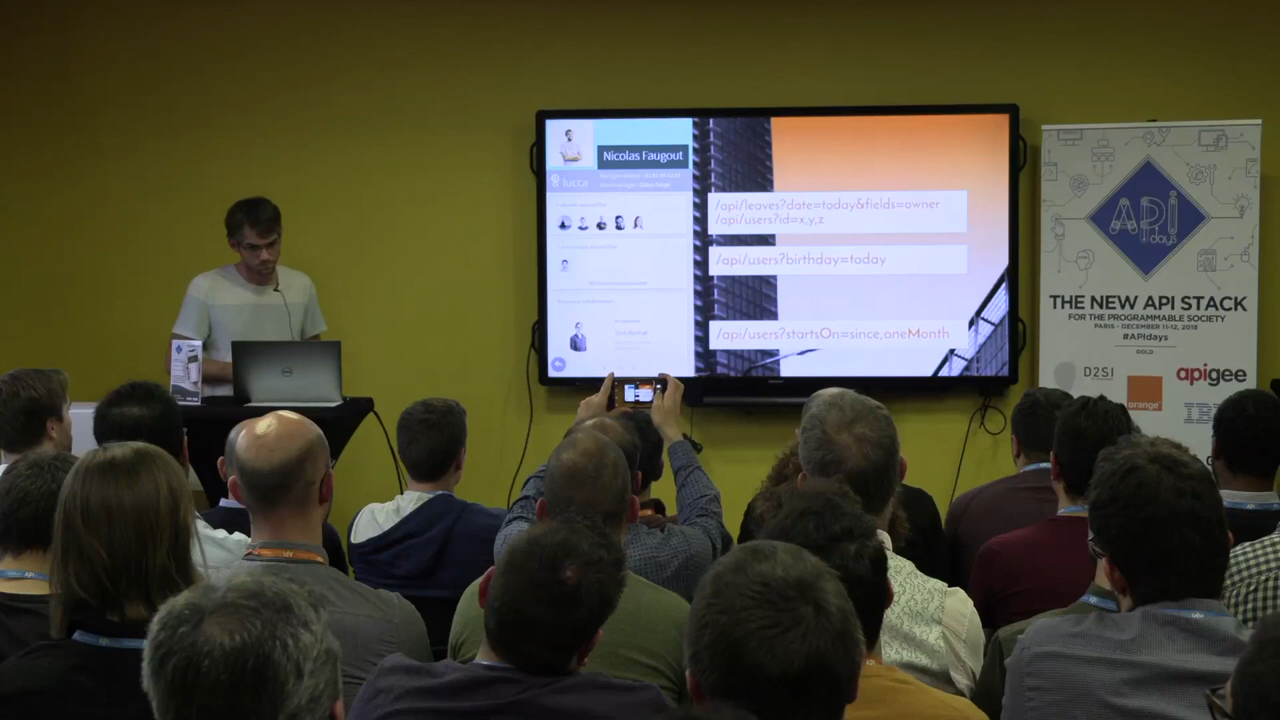 Nicolas Faugout
lucca
/api/leaves?date=today&fields=owner
/api/users?id=x,y,z
/api/users?birthday=today
/api/users?startsOn=since,oneMonth
API
days
THE NEW API STACK
FOR THE PROGRAMMABLE SOCIETY
PARIS - DECEMBER 11-12, 2018
#APIdays
GOLD
D2SI
orange
apigee
IBM
DELL